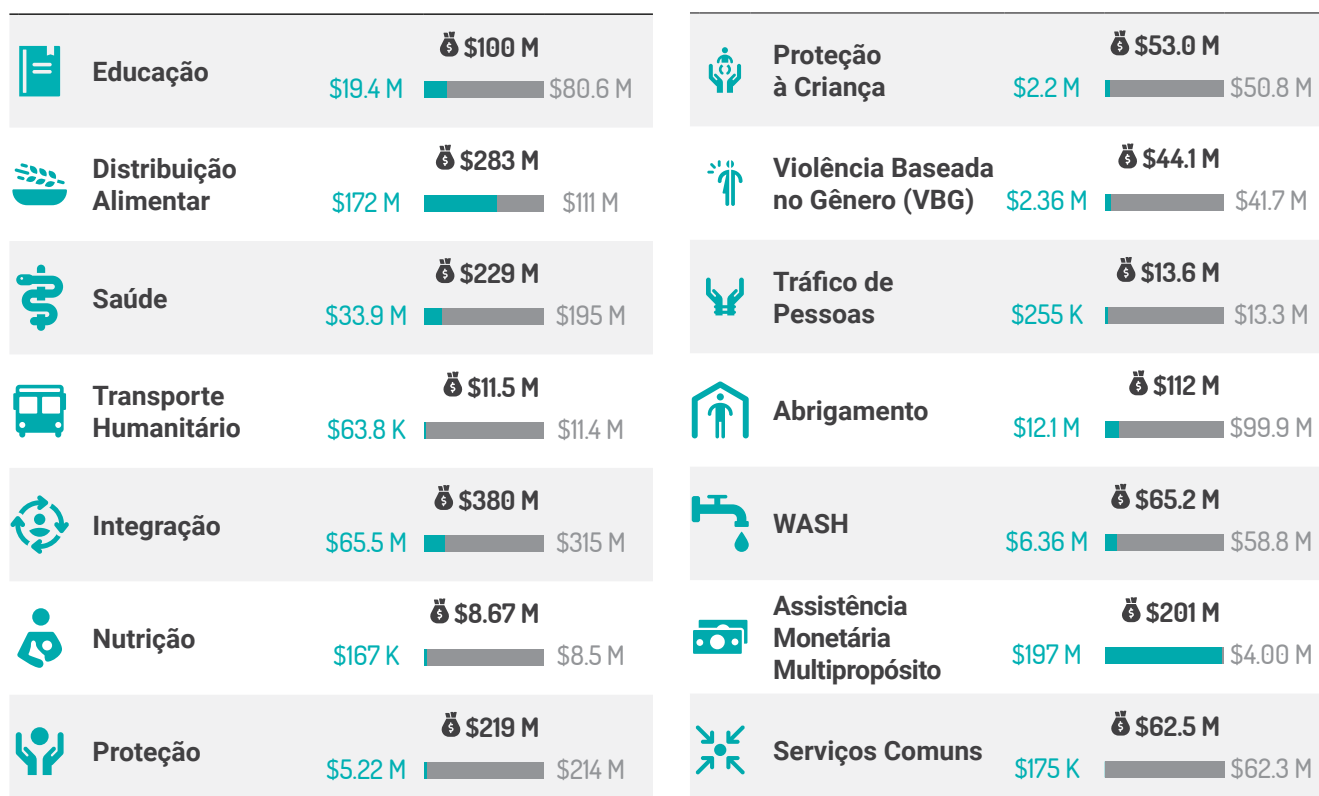 Educação
$100 M
$19.4 M
$80.6 M
Distribuição
Alimentar
$283 M
$172 M
$111 M
Saúde
$229 M
$33.9 M
$195 M
Transporte
Humanitário
$11.5 M
$63.8 K
$11.4 M
Integração
$380 M
$65.5 M
$315 M
Nutrição
$8.67 M
$167 K
$8.5 M
Proteção
$219 M
$5.22 M
$214 M
Proteção
à Criança
$53.0 M
$2.2 M
$50.8 M
Violência Baseada
no Gênero (VBG)
$44.1 M
$2.36 M
$41.7 M
Tráfico de
Pessoas
$13.6 M
$255 K
$13.3 M
Abrigamento
$112 M
$12.1 M
$99.9 M
WASH
$65.2 M
$6.36 M
$58.8 M
Assistência
Monetária
Multipropósito
$201 M
$197 M
$4.00 M
Serviços Comuns
$62.5 M
$175 K
$62.3 M